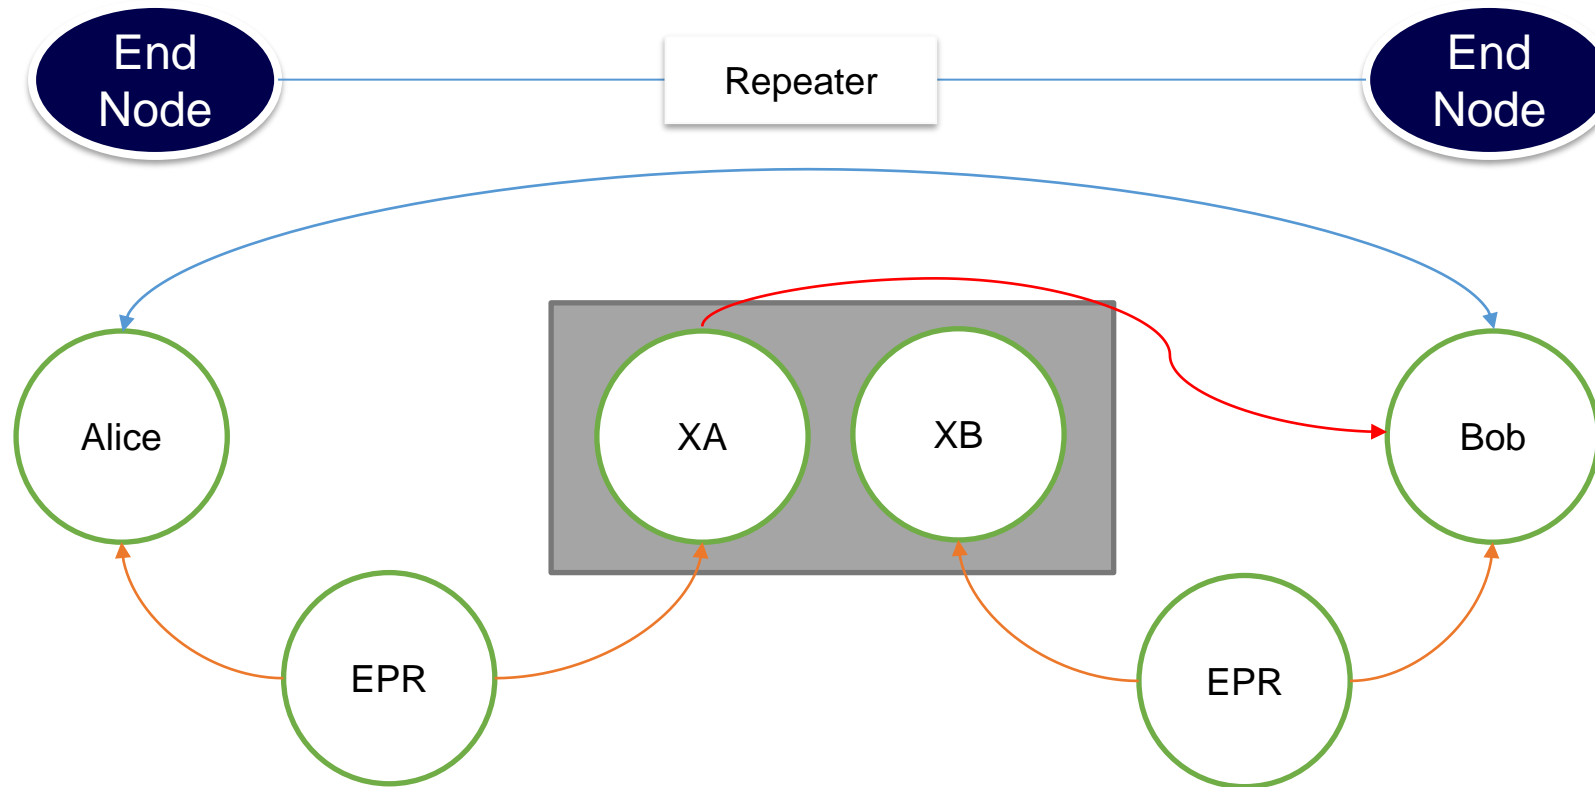 End
Node
Repeater
End
Node
Alice
XA
XB
Bob
EPR
EPR